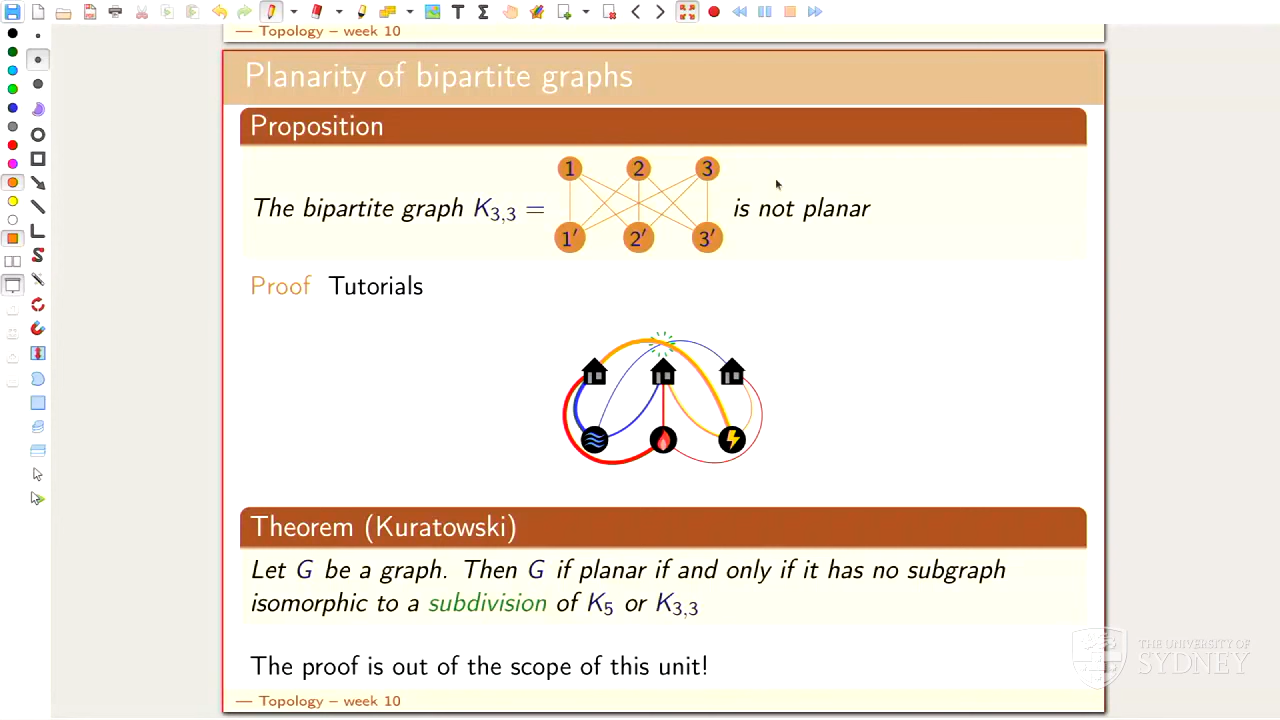 — Topology – week 10
Planarity of bipartite graphs
Proposition
1 2 3
The bipartite graph K₃,₃ = is not planar
1′ 2′ 3′
Proof Tutorials
Theorem (Kuratowski)
Let G be a graph. Then G if planar if and only if it has no subgraph
isomorphic to a subdivision of K₅ or K₃,₃
The proof is out of the scope of this unit!
THE UNIVERSITY OF
SYDNEY
— Topology – week 10